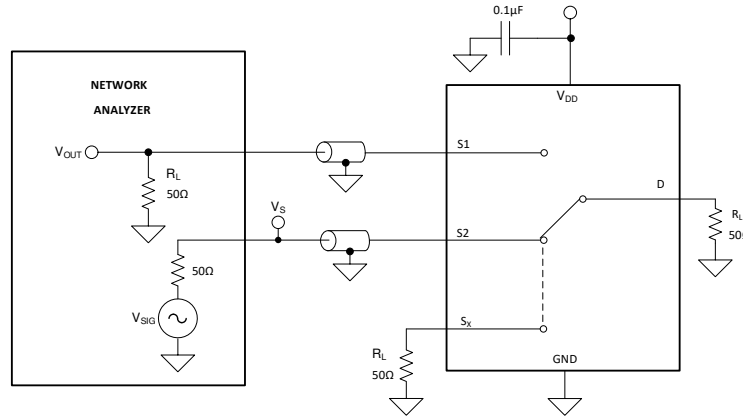 0.1µF
NETWORK
ANALYZER
V_DD
V_OUT
S1
R_L
50Ω
D
V_S
R_L
S2
50Ω
V_SIG
S_X
R_L
50Ω
GND